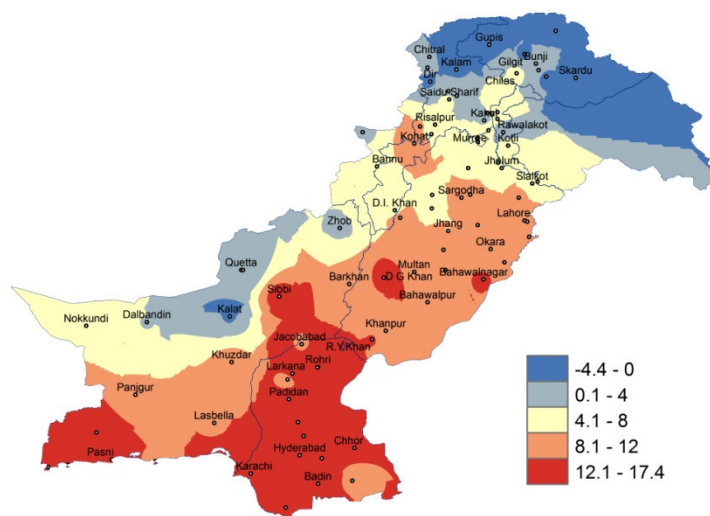 Gupis
Chitral
Bunji
Gilgit
Kalam
Skardu
Dir
Chilas
Saidu Sharif
Kakul
Risalpur
Rawalakot
Murree
Kotli
Kohat
Bannu
Jhalum
Sialkot
Sargodha
D.I. Khan
Lahore
Zhob
Jhang
Okara
Quetta
Multan
Bahawalnagar
D G Khan
Barkhan
Sibbi
Bahawalpur
Kalat
Dalbandin
Nokkundi
Khanpur
Jacobabad
R.Y.Khan
Khuzdar
Rohri
Larkana
Panjgur
Padidan
Lasbella
Chhor
Pasni
Hyderabad
Karachi
Badin
-4.4 - 0
0.1 - 4
4.1 - 8
8.1 - 12
12.1 - 17.4